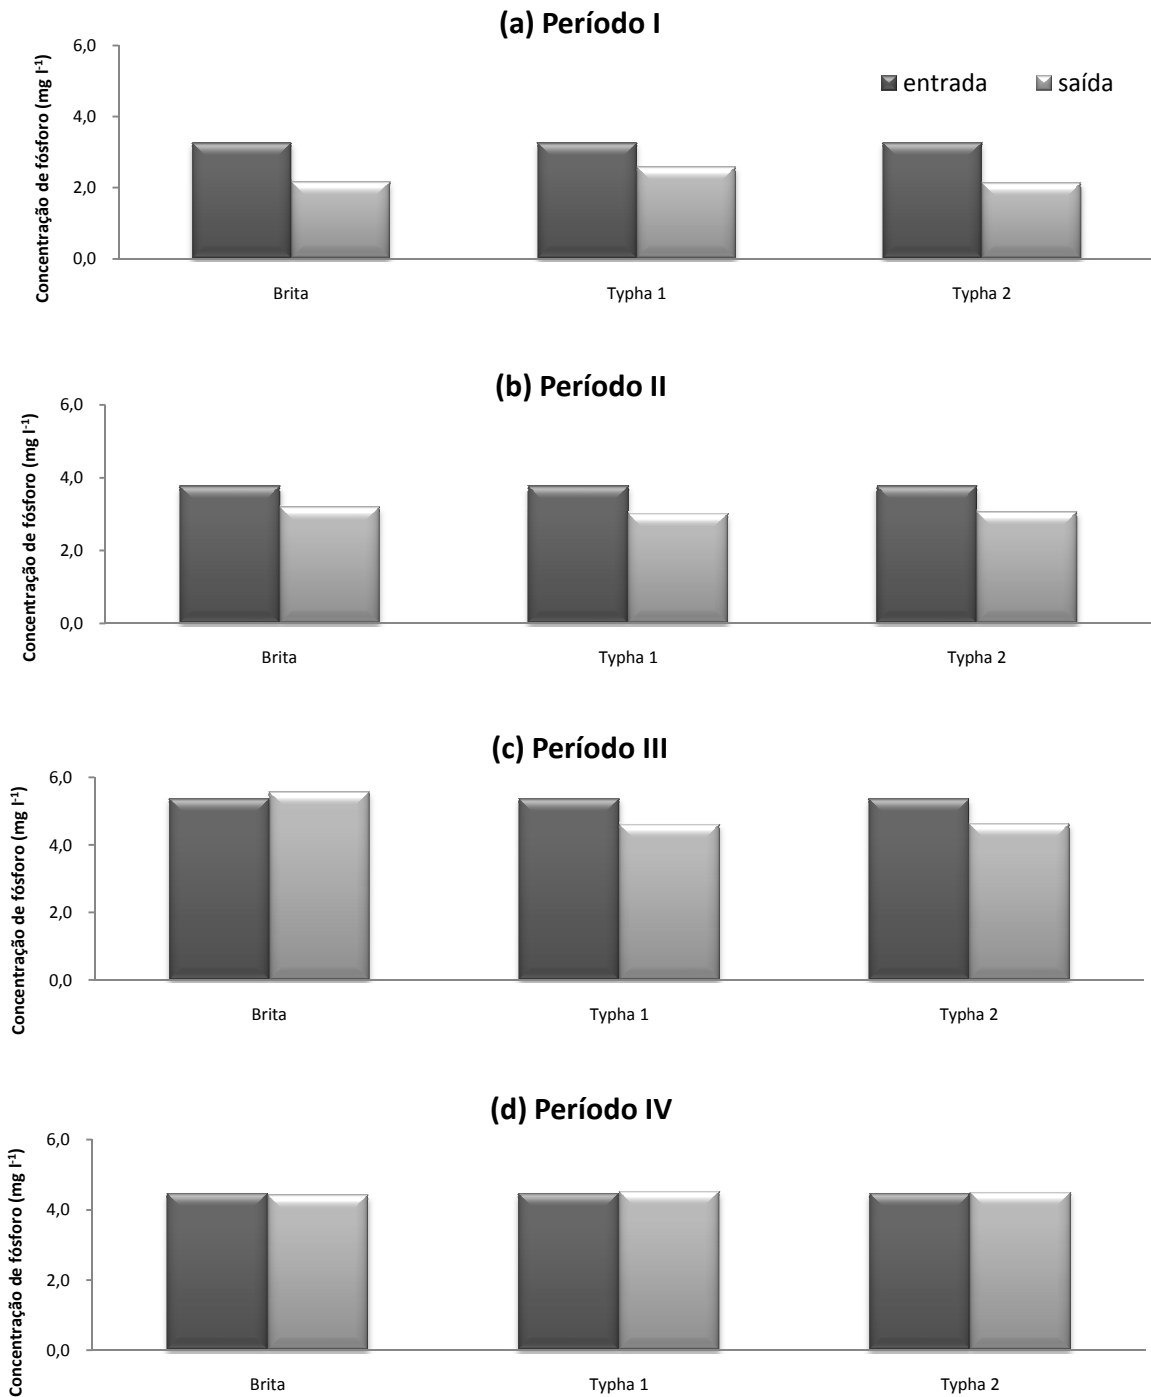 (a) Período I
Concentração de fósforo (mg l-1)
6,0
4,0
2,0
0,0
entrada saída
Brita Typha 1 Typha 2
(b) Período II
Concentração de fósforo (mg l-1)
6,0
4,0
2,0
0,0
Brita Typha 1 Typha 2
(c) Período III
Concentração de fósforo (mg l-1)
6,0
4,0
2,0
0,0
Brita Typha 1 Typha 2
(d) Período IV
Concentração de fósforo (mg l-1)
6,0
4,0
2,0
0,0
Brita Typha 1 Typha 2